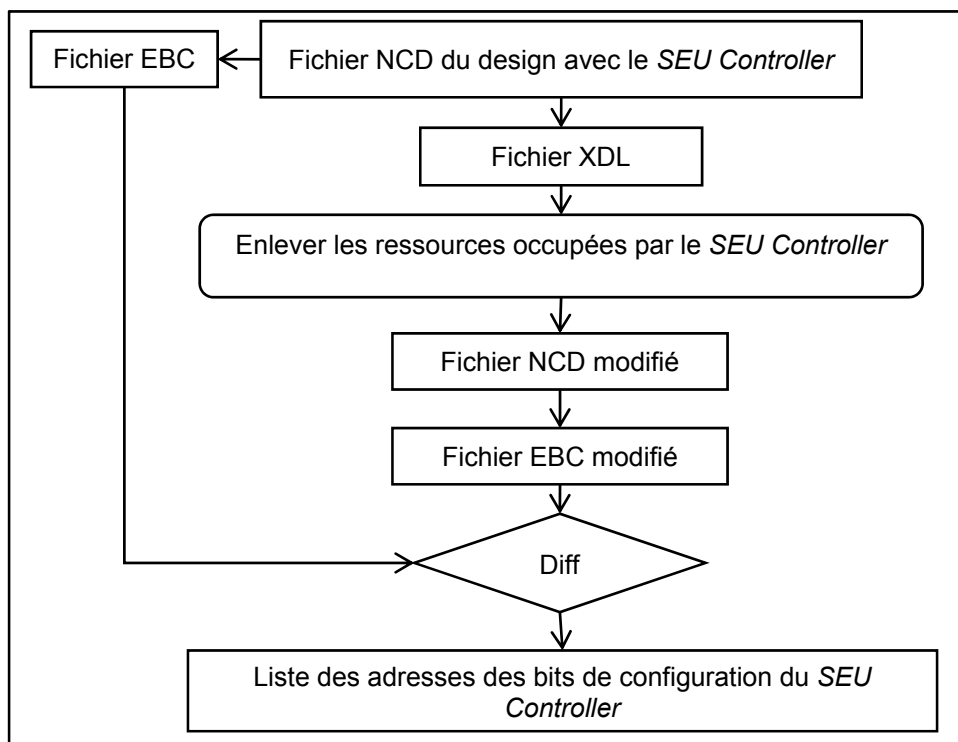 Fichier EBC
Fichier NCD du design avec le SEU Controller
Fichier XDL
Enlever les ressources occupées par le SEU Controller
Fichier NCD modifié
Fichier EBC modifié
Diff
Liste des adresses des bits de configuration du SEU
Controller